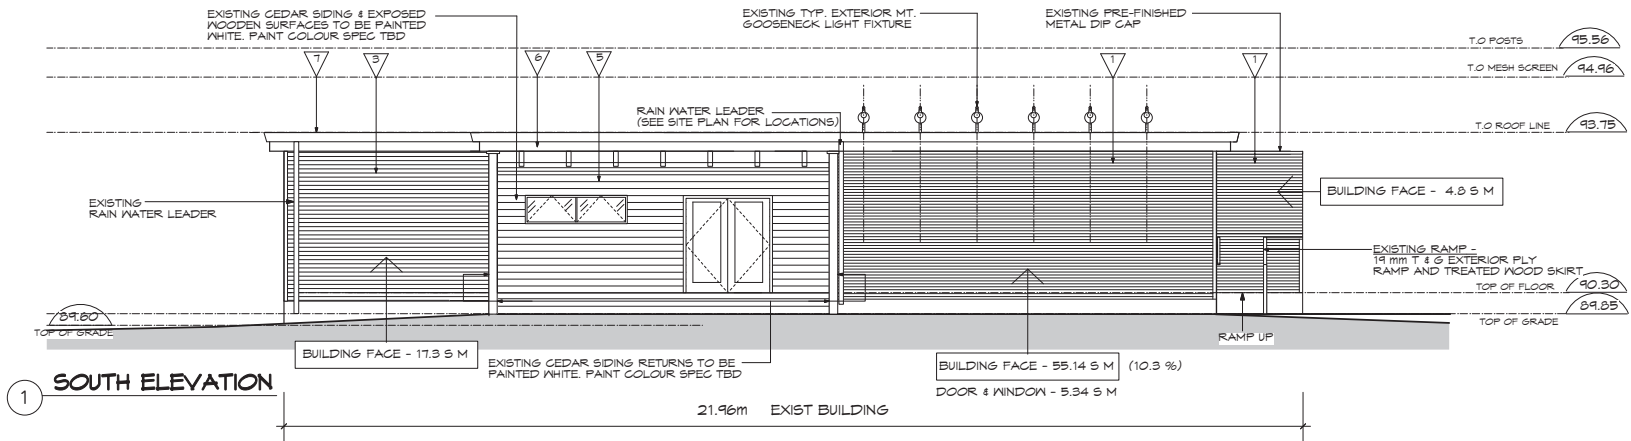 EXISTING CEDAR SIDING & EXPOSED
WOODEN SURFACES TO BE PAINTED
WHITE. PAINT COLOUR SPEC TBD
EXISTING TYP. EXTERIOR MT.
GOOSENECK LIGHT FIXTURE
EXISTING PRE-FINISHED
METAL DIP CAP
T.O POSTS
95.56
7
3
6
5
1
1
T.O MESH SCREEN
94.96
RAIN WATER LEADER
(SEE SITE PLAN FOR LOCATIONS)
T.O ROOF LINE
93.75
BUILDING FACE - 4.8 S M
EXISTING
RAIN WATER LEADER
EXISTING RAMP -
19 mm T & G EXTERIOR PLY
RAMP AND TREATED WOOD SKIRT
TOP OF FLOOR
90.30
89.60
TOP OF GRADE
89.85
TOP OF GRADE
RAMP UP
BUILDING FACE - 17.3 S M
EXISTING CEDAR SIDING RETURNS TO BE
PAINTED WHITE. PAINT COLOUR SPEC TBD
BUILDING FACE - 55.14 S M (10.3 %)
DOOR & WINDOW - 5.34 S M
1
SOUTH ELEVATION
21.96m EXIST BUILDING